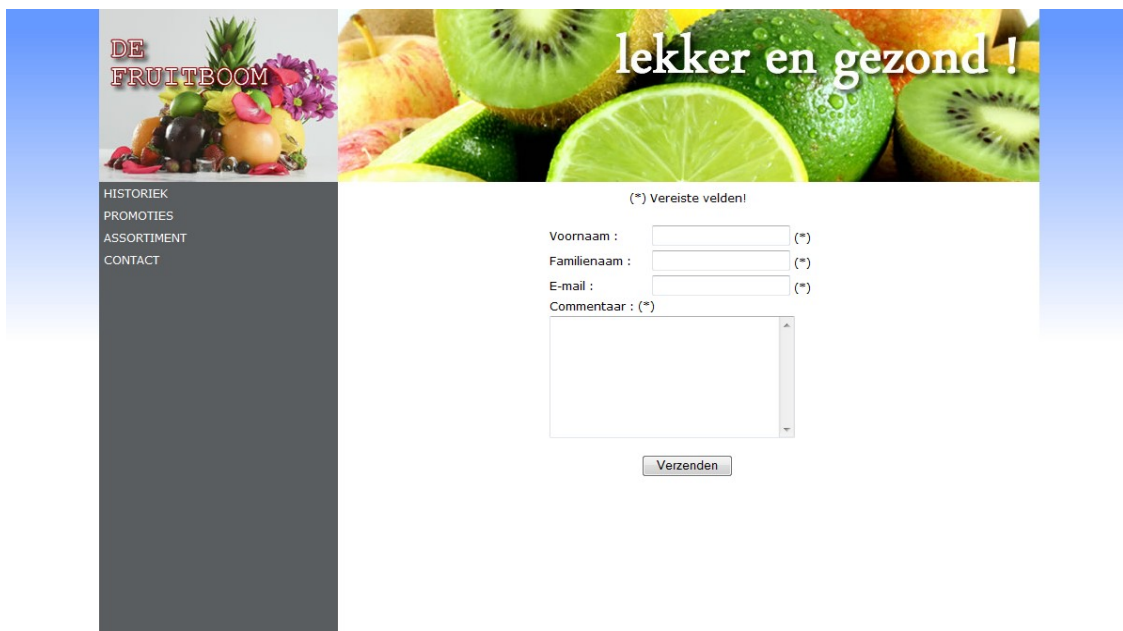 DE
FRUITBOOM
lekker en gezond !
HISTORIEK
PROMOTIES
ASSORTIMENT
CONTACT
(*) Vereiste velden!
Voornaam : (*)
Familienaam : (*)
E-mail : (*)
Commentaar : (*)
Verzenden